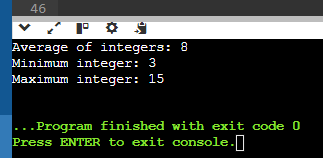 46
Average of integers: 8
Minimum integer: 3
Maximum integer: 15
...Program finished with exit code 0
Press ENTER to exit console.